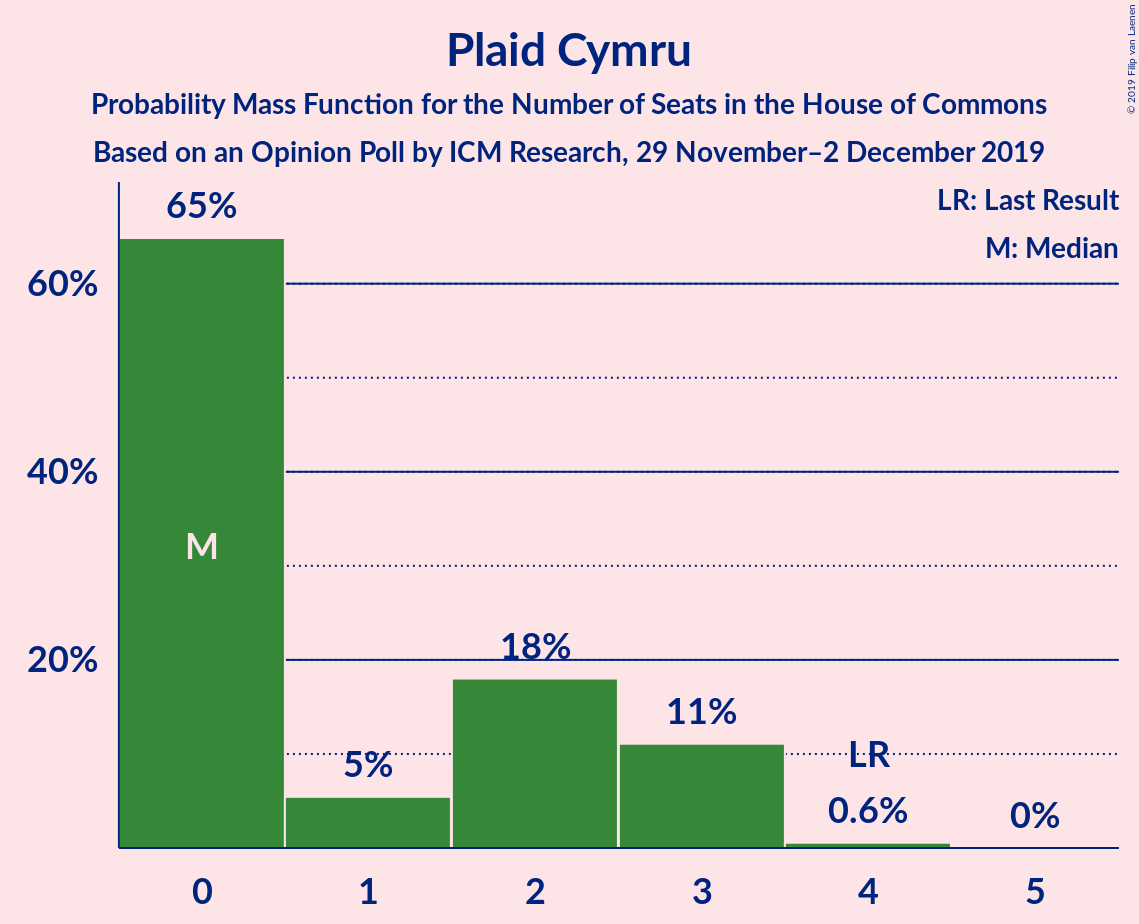 Plaid Cymru
Probability Mass Function for the Number of Seats in the House of Commons
Based on an Opinion Poll by ICM Research, 29 November–2 December 2019
© 2019 Filip van Laenen
LR: Last Result
M: Median
65%
60%
40%
M
18%
20%
11%
LR
5%
0.6%
0%
0 1 2 3 4 5